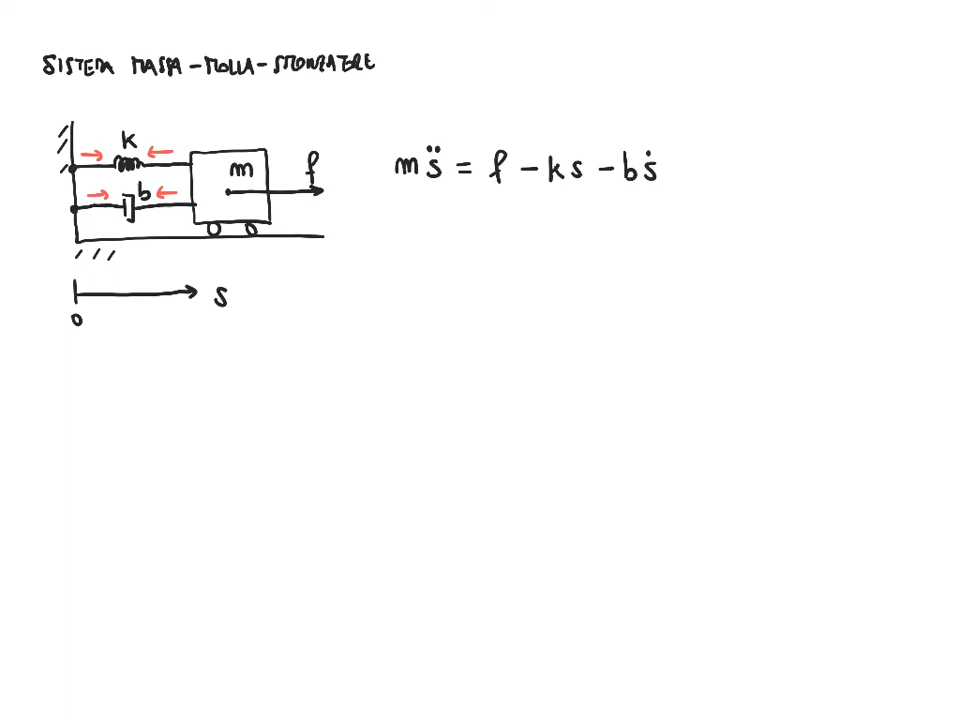 SISTEMA MASSA-MOLLA-SMORZATORE
k
b
m
f
m s̈ = f - ks - bṡ
s
0